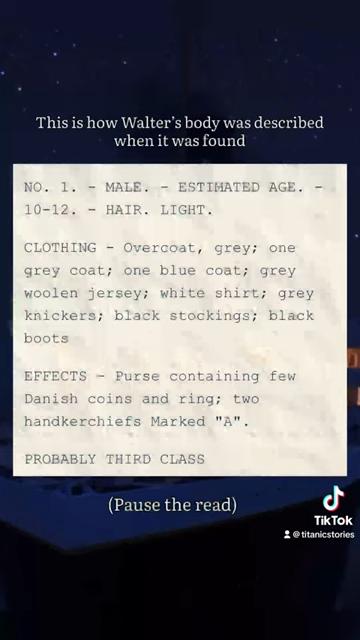 This is how Walter's body was described
when it was found
NO. 1. - MALE. - ESTIMATED AGE. -
10-12. - HAIR. LIGHT.
CLOTHING - Overcoat, grey; one
grey coat; one blue coat; grey
woolen jersey; white shirt; grey
knickers; black stockings; black
boots
EFFECTS - Purse containing few
Danish coins and ring; two
handkerchiefs Marked "A".
PROBABLY THIRD CLASS
(Pause the read)
TikTok
@titanicstories